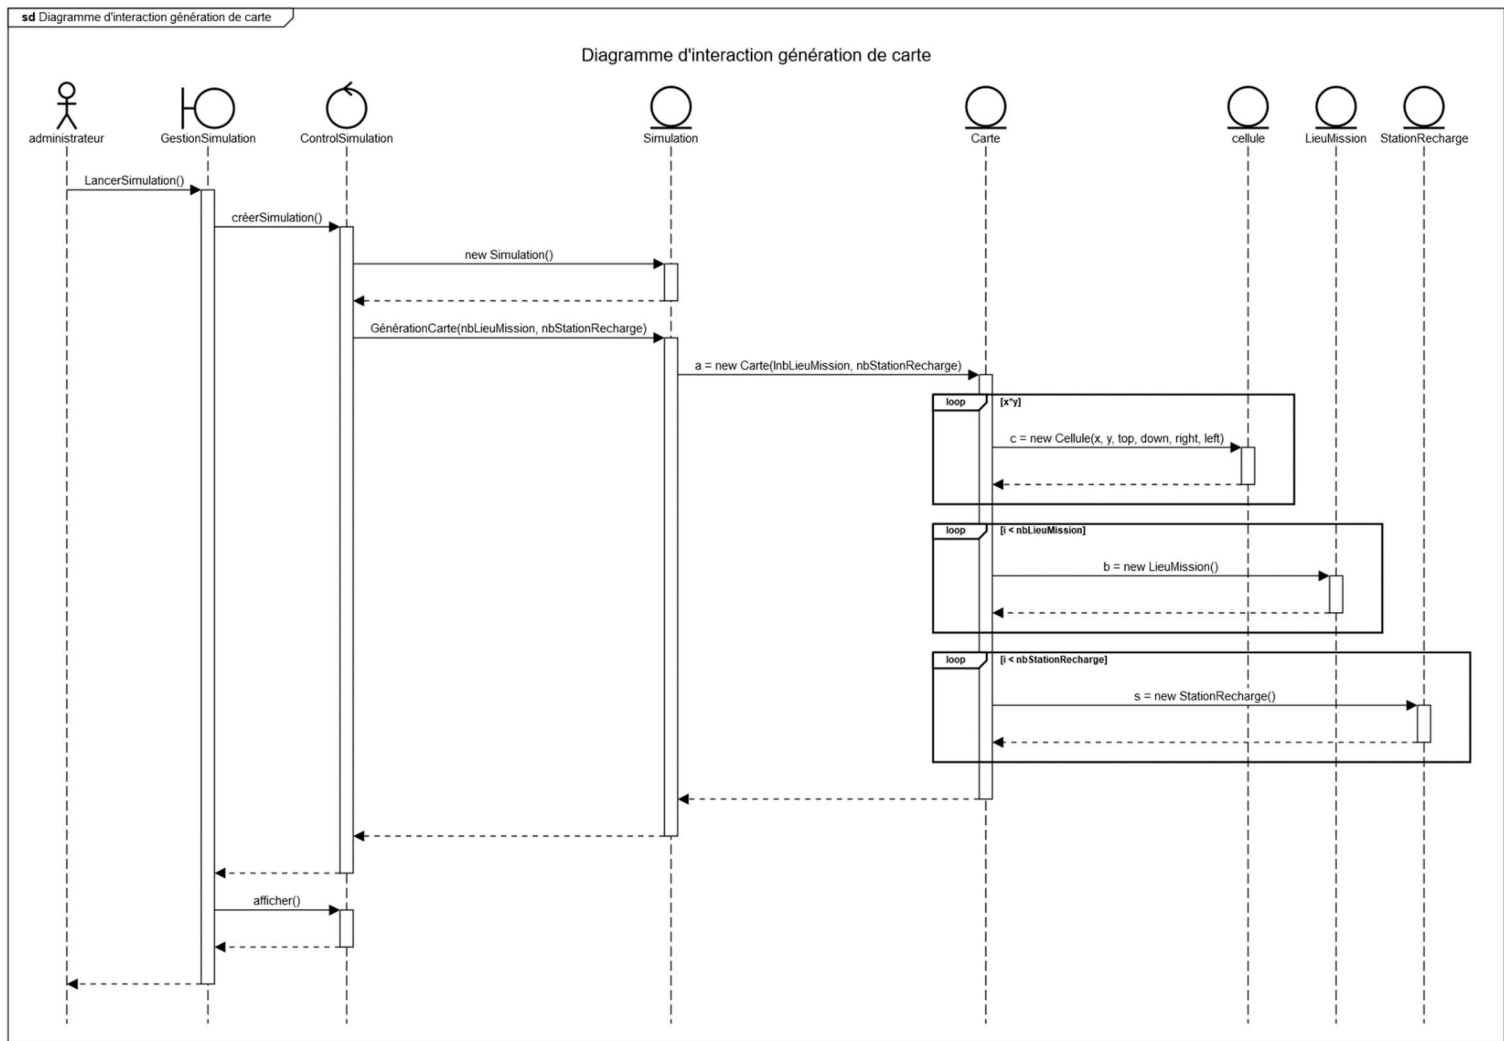 sd Diagramme d'interaction génération de carte
Diagramme d'interaction génération de carte
administrateur
GestionSimulation
ControlSimulation
Simulation
Carte
cellule
LieuMission
StationRecharge
LancerSimulation()
créerSimulation()
new Simulation()
GénérationCarte(nbLieuMission, nbStationRecharge)
a = new Carte(lnbLieuMission, nbStationRecharge)
loop [x*y]
c = new Cellule(x, y, top, down, right, left)
loop [i < nbLieuMission]
b = new LieuMission()
loop [i < nbStationRecharge]
s = new StationRecharge()
afficher()